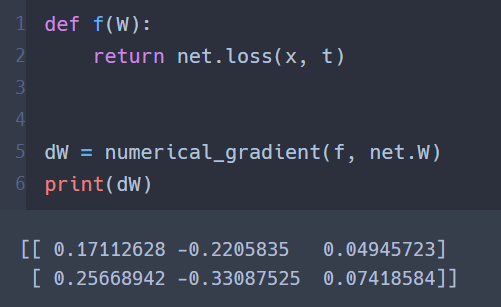 1 def f(W):
2     return net.loss(x, t)
3
4
5 dW = numerical_gradient(f, net.W)
6 print(dW)
[[ 0.17112628 -0.2205835   0.04945723]
 [ 0.25668942 -0.33087525  0.07418584]]